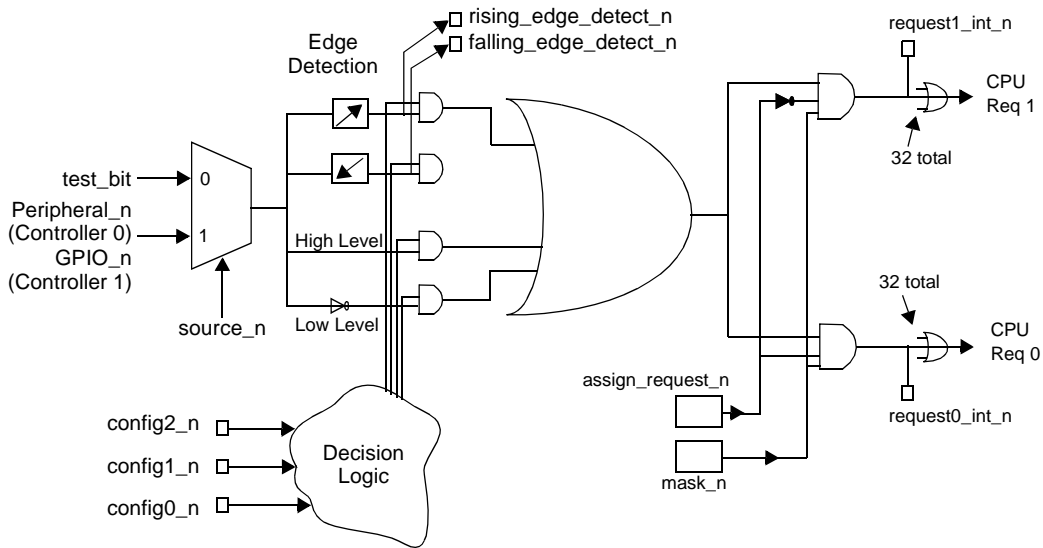 rising_edge_detect_n
falling_edge_detect_n
Edge
Detection
request1_int_n
CPU
Req 1
32 total
test_bit
0
Peripheral_n
(Controller 0)
1
GPIO_n
(Controller 1)
High Level
Low Level
source_n
32 total
CPU
Req 0
assign_request_n
request0_int_n
mask_n
config2_n
config1_n
config0_n
Decision
Logic